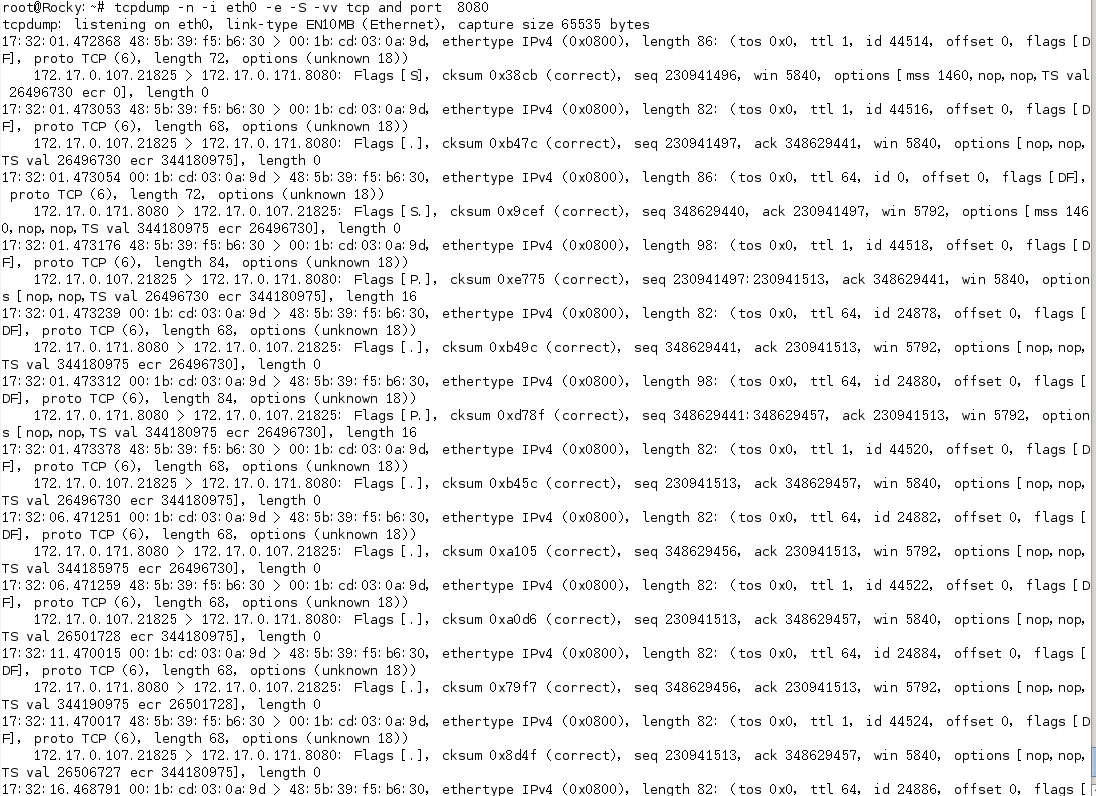 root@Rocky:~# tcpdump -n -i eth0 -e -S -vv tcp and port  8080
tcpdump: listening on eth0, link-type EN10MB (Ethernet), capture size 65535 bytes
17:32:01.472868 48:5b:39:f5:b6:30 > 00:1b:cd:03:0a:9d, ethertype IPv4 (0x0800), length 86: (tos 0x0, ttl 1, id 44514, offset 0, flags [D
F], proto TCP (6), length 72, options (unknown 18))
    172.17.0.107.21825 > 172.17.0.171.8080: Flags [S], cksum 0x38cb (correct), seq 230941496, win 5840, options [mss 1460,nop,nop,TS val
 26496730 ecr 0], length 0
17:32:01.473053 48:5b:39:f5:b6:30 > 00:1b:cd:03:0a:9d, ethertype IPv4 (0x0800), length 82: (tos 0x0, ttl 1, id 44516, offset 0, flags [D
F], proto TCP (6), length 68, options (unknown 18))
    172.17.0.107.21825 > 172.17.0.171.8080: Flags [.], cksum 0xb47c (correct), seq 230941497, ack 348629441, win 5840, options [nop,nop,
TS val 26496730 ecr 344180975], length 0
17:32:01.473054 00:1b:cd:03:0a:9d > 48:5b:39:f5:b6:30, ethertype IPv4 (0x0800), length 86: (tos 0x0, ttl 64, id 0, offset 0, flags [DF],
 proto TCP (6), length 72, options (unknown 18))
    172.17.0.171.8080 > 172.17.0.107.21825: Flags [S.], cksum 0x9cef (correct), seq 348629440, ack 230941497, win 5792, options [mss 146
0,nop,nop,TS val 344180975 ecr 26496730], length 0
17:32:01.473176 48:5b:39:f5:b6:30 > 00:1b:cd:03:0a:9d, ethertype IPv4 (0x0800), length 98: (tos 0x0, ttl 1, id 44518, offset 0, flags [D
F], proto TCP (6), length 84, options (unknown 18))
    172.17.0.107.21825 > 172.17.0.171.8080: Flags [P.], cksum 0xe775 (correct), seq 230941497:230941513, ack 348629441, win 5840, option
s [nop,nop,TS val 26496730 ecr 344180975], length 16
17:32:01.473239 00:1b:cd:03:0a:9d > 48:5b:39:f5:b6:30, ethertype IPv4 (0x0800), length 82: (tos 0x0, ttl 64, id 24878, offset 0, flags [
DF], proto TCP (6), length 68, options (unknown 18))
    172.17.0.171.8080 > 172.17.0.107.21825: Flags [.], cksum 0xb49c (correct), seq 348629441, ack 230941513, win 5792, options [nop,nop,
TS val 344180975 ecr 26496730], length 0
17:32:01.473312 00:1b:cd:03:0a:9d > 48:5b:39:f5:b6:30, ethertype IPv4 (0x0800), length 98: (tos 0x0, ttl 64, id 24880, offset 0, flags [
DF], proto TCP (6), length 84, options (unknown 18))
    172.17.0.171.8080 > 172.17.0.107.21825: Flags [P.], cksum 0xd78f (correct), seq 348629441:348629457, ack 230941513, win 5792, option
s [nop,nop,TS val 344180975 ecr 26496730], length 16
17:32:01.473378 48:5b:39:f5:b6:30 > 00:1b:cd:03:0a:9d, ethertype IPv4 (0x0800), length 82: (tos 0x0, ttl 1, id 44520, offset 0, flags [D
F], proto TCP (6), length 68, options (unknown 18))
    172.17.0.107.21825 > 172.17.0.171.8080: Flags [.], cksum 0xb45c (correct), seq 230941513, ack 348629457, win 5840, options [nop,nop,
TS val 26496730 ecr 344180975], length 0
17:32:06.471251 00:1b:cd:03:0a:9d > 48:5b:39:f5:b6:30, ethertype IPv4 (0x0800), length 82: (tos 0x0, ttl 64, id 24882, offset 0, flags [
DF], proto TCP (6), length 68, options (unknown 18))
    172.17.0.171.8080 > 172.17.0.107.21825: Flags [.], cksum 0xa105 (correct), seq 348629456, ack 230941513, win 5792, options [nop,nop,
TS val 344185975 ecr 26496730], length 0
17:32:06.471259 48:5b:39:f5:b6:30 > 00:1b:cd:03:0a:9d, ethertype IPv4 (0x0800), length 82: (tos 0x0, ttl 1, id 44522, offset 0, flags [D
F], proto TCP (6), length 68, options (unknown 18))
    172.17.0.107.21825 > 172.17.0.171.8080: Flags [.], cksum 0xa0d6 (correct), seq 230941513, ack 348629457, win 5840, options [nop,nop,
TS val 26501728 ecr 344180975], length 0
17:32:11.470015 00:1b:cd:03:0a:9d > 48:5b:39:f5:b6:30, ethertype IPv4 (0x0800), length 82: (tos 0x0, ttl 64, id 24884, offset 0, flags [
DF], proto TCP (6), length 68, options (unknown 18))
    172.17.0.171.8080 > 172.17.0.107.21825: Flags [.], cksum 0x79f7 (correct), seq 348629456, ack 230941513, win 5792, options [nop,nop,
TS val 344190975 ecr 26501728], length 0
17:32:11.470017 48:5b:39:f5:b6:30 > 00:1b:cd:03:0a:9d, ethertype IPv4 (0x0800), length 82: (tos 0x0, ttl 1, id 44524, offset 0, flags [D
F], proto TCP (6), length 68, options (unknown 18))
    172.17.0.107.21825 > 172.17.0.171.8080: Flags [.], cksum 0x8d4f (correct), seq 230941513, ack 348629457, win 5840, options [nop,nop,
TS val 26506727 ecr 344180975], length 0
17:32:16.468791 00:1b:cd:03:0a:9d > 48:5b:39:f5:b6:30, ethertype IPv4 (0x0800), length 82: (tos 0x0, ttl 64, id 24886, offset 0, flags [